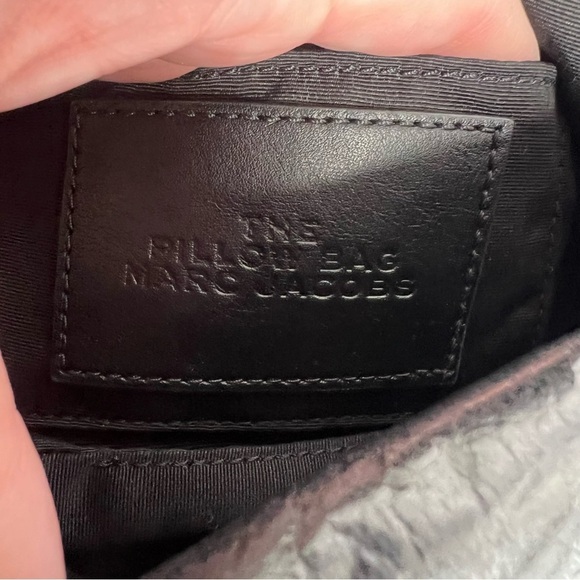 THE
PILLOW BAG
MARC JACOBS